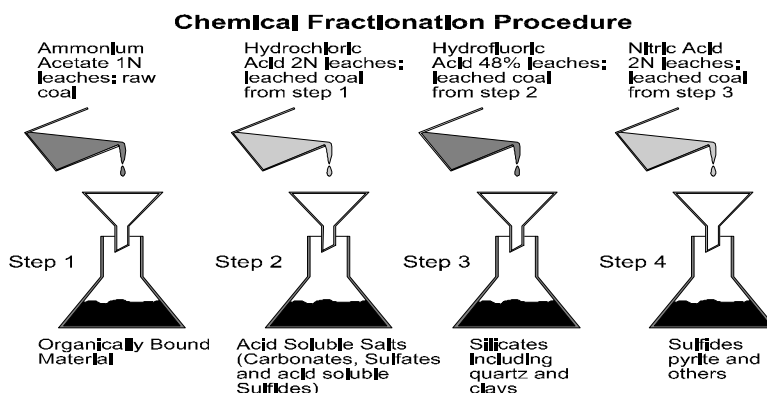 Chemical Fractionation Procedure
Ammonium
Acetate 1N
leaches: raw
coal
Hydrochloric
Acid 2N leaches:
leached coal
from step 1
Hydrofluoric
Acid 48% leaches:
leached coal
from step 2
Nitric Acid
2N leaches:
leached coal
from step 3
Step 1
Step 2
Step 3
Step 4
Organically Bound
Material
Acid Soluble Salts
(Carbonates, Sulfates
and acid soluble
Sulfides)
Silicates
including
quartz and
clays
Sulfides
pyrite and
others